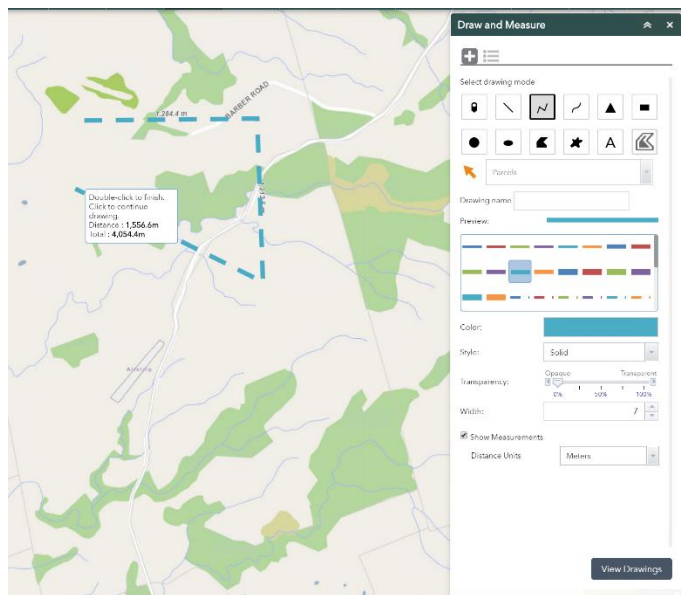 Draw and Measure
Select drawing mode
A
Parcels
Drawing name
Preview:
Color:
Style:
Solid
Opaque
Transparent
Transparency:
0%
50%
100%
Width:
7
Show Measurements
Distance Units
Meters
View Drawings
1,284.4 m
BARBER ROAD
Double-click to finish.
Click to continue
drawing.
Distance : 1,556.6m
Total : 4,054.4m
Airstrip